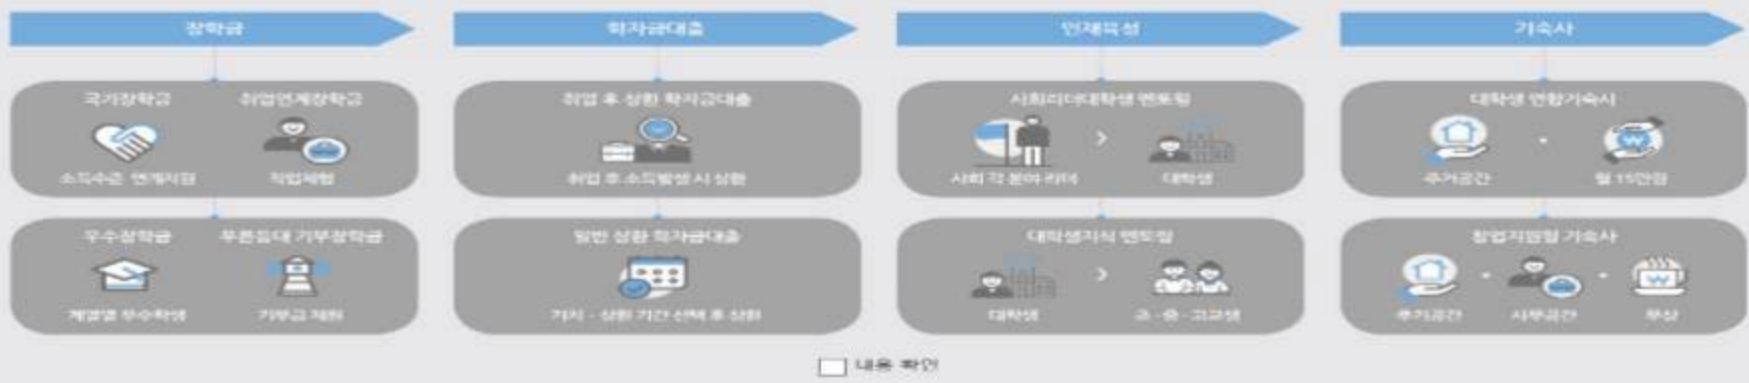 장학금
국가장학금 취업연계장학금
소득수준 연계지원 직업체험
우수장학금 푸른등대 기부장학금
계열별 우수학생 기부금 재원
학자금대출
취업 후 상환 학자금대출
취업 후 소득발생 시 상환
일반 상환 학자금대출
거치 - 상환 기간 선택 후 상환
인재육성
사회리더대학생 멘토링
사회 각 분야 리더 대학생
대학생지식 멘토링
대학생 초·중·고교생
기숙사
대학생 연합기숙사
주거공간 월 15만원
창업지원형 기숙사
주거공간 사무공간 무상
내용 확인